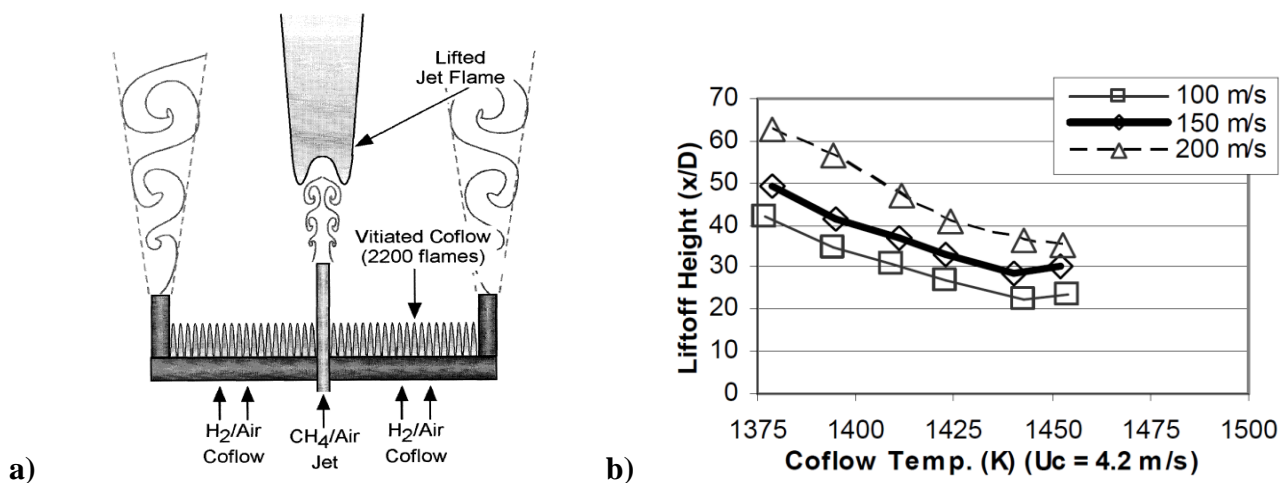 Lifted
Jet Flame
Vitiated Coflow
(2200 flames)
H2/Air
Coflow
CH4/Air
Jet
H2/Air
Coflow
a)
100 m/s
150 m/s
200 m/s
Liftoff Height (x/D)
70
60
50
40
30
20
10
0
1375 1400 1425 1450 1475 1500
Coflow Temp. (K) (Uc = 4.2 m/s)
b)